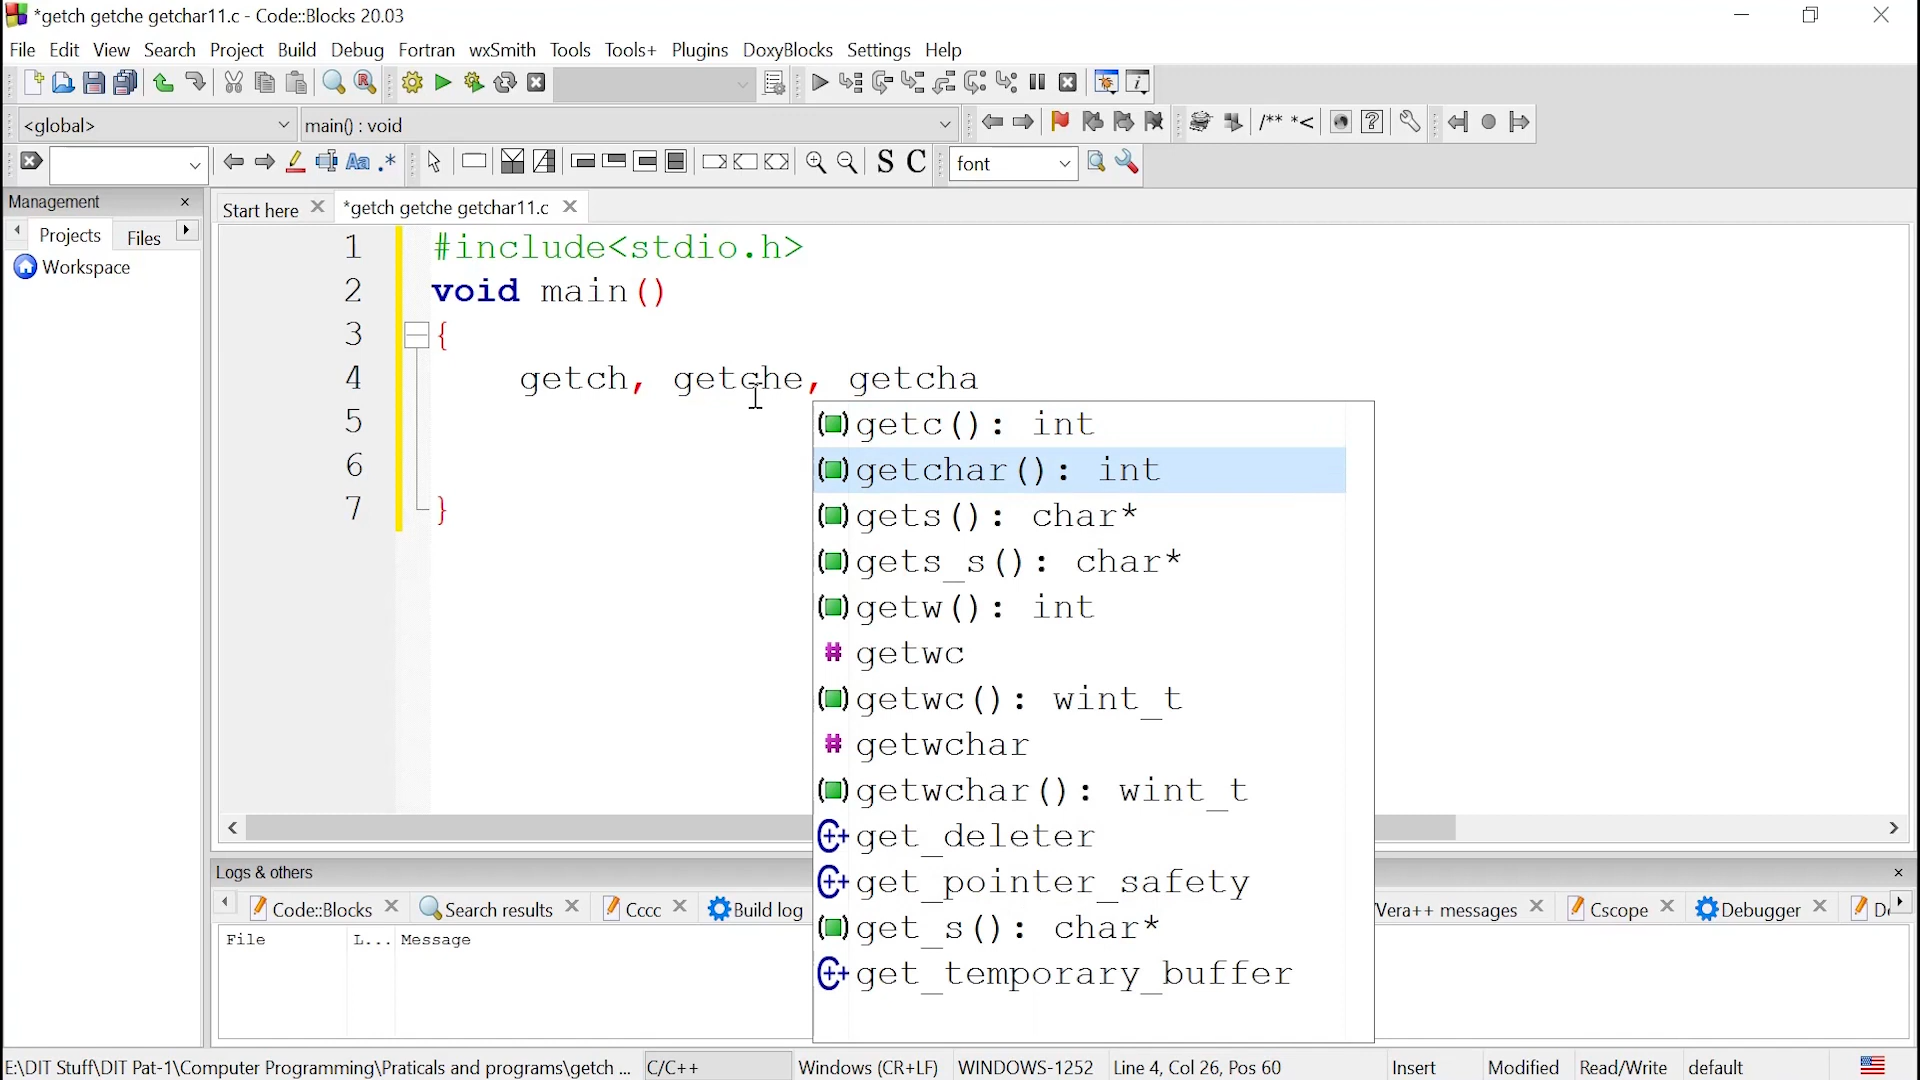 *getch getche getchar11.c - Code::Blocks 20.03
File Edit View Search Project Build Debug Fortran wxSmith Tools Tools+ Plugins DoxyBlocks Settings Help
<global> main() : void
/** *<
Aa .* S C font
Management
Projects Files
Workspace
Start here *getch getche getchar11.c
1 #include<stdio.h>
2 void main()
3 {
4 getch, getche, getcha
5
6
7 }
getc(): int
getchar(): int
gets(): char*
gets_s(): char*
getw(): int
# getwc
getwc(): wint_t
# getwchar
getwchar(): wint_t
get_deleter
get_pointer_safety
get_s(): char*
get_temporary_buffer
Logs & others
Code::Blocks Search results Cccc Build log Vera++ messages Cscope Debugger
File L... Message
E:\DIT Stuff\DIT Pat-1\Computer Programming\Praticals and programs\getch ... C/C++ Windows (CR+LF) WINDOWS-1252 Line 4, Col 26, Pos 60 Insert Modified Read/Write default